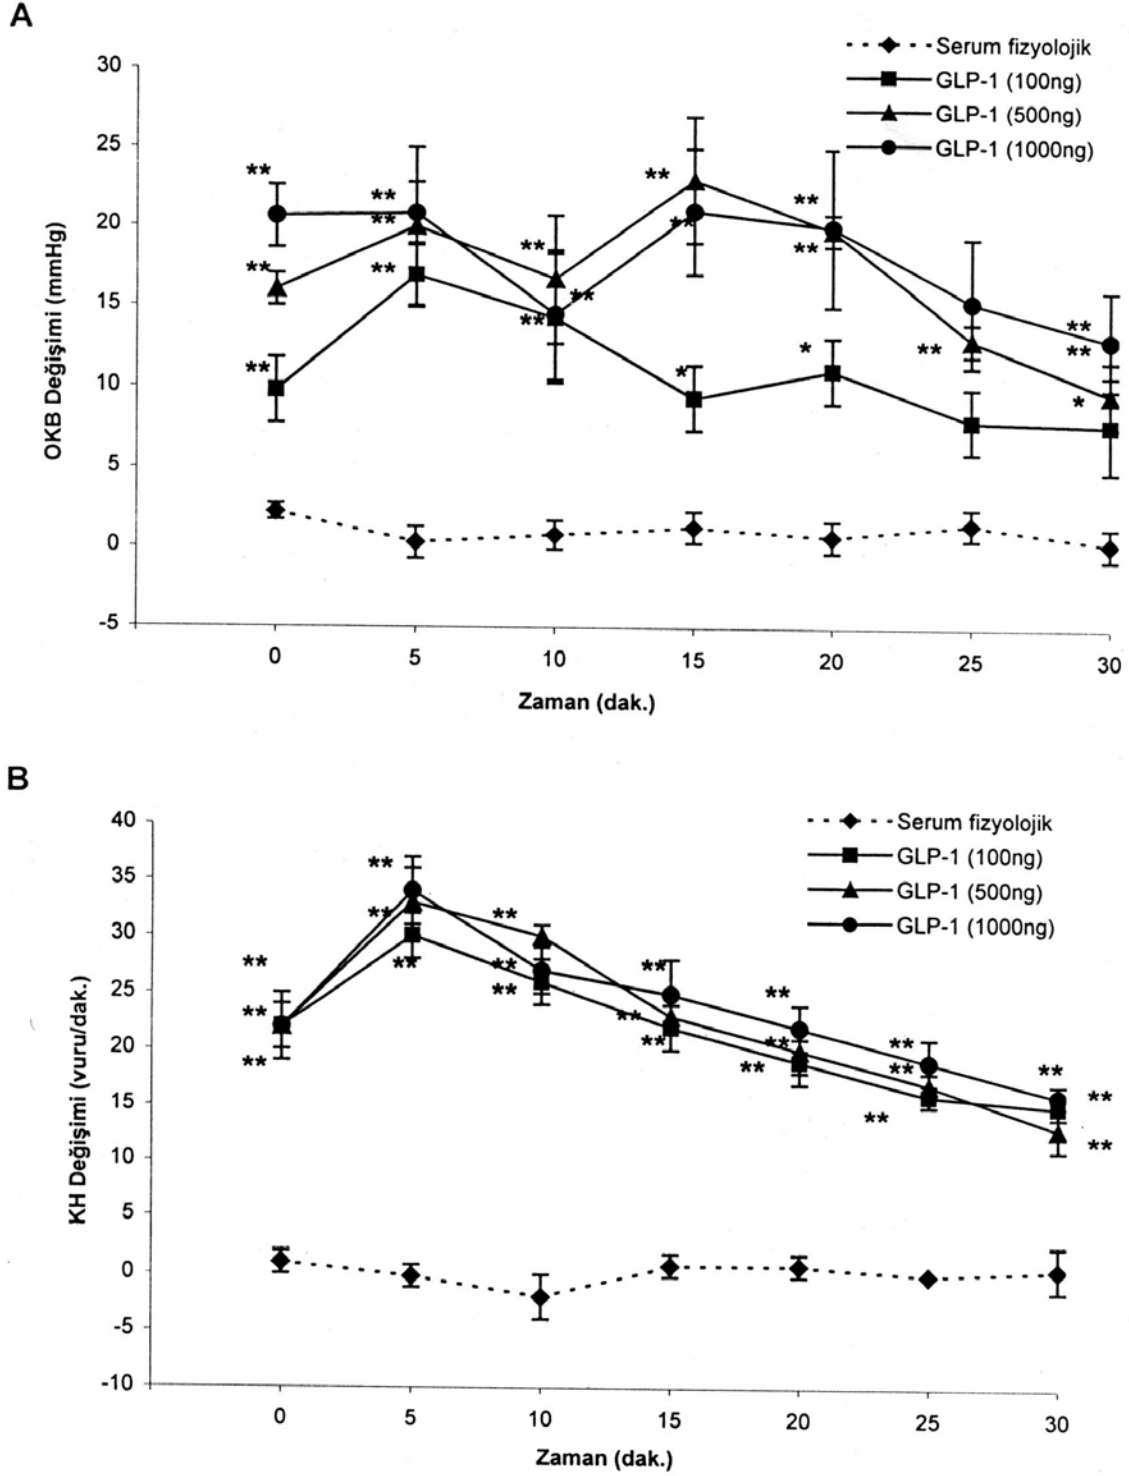 A
Serum fizyolojik
GLP-1 (100ng)
GLP-1 (500ng)
GLP-1 (1000ng)
OKB Değişimi (mmHg)
30
25
20
15
10
5
0
-5
** ** ** ** ** ** ** ** ** ** ** ** * ** ** * ** ** ** *
0 5 10 15 20 25 30
Zaman (dak.)
B
Serum fizyolojik
GLP-1 (100ng)
GLP-1 (500ng)
GLP-1 (1000ng)
KH Değişimi (vuru/dak.)
40
35
30
25
20
15
10
5
0
-5
-10
0 5 10 15 20 25 30
Zaman (dak.)